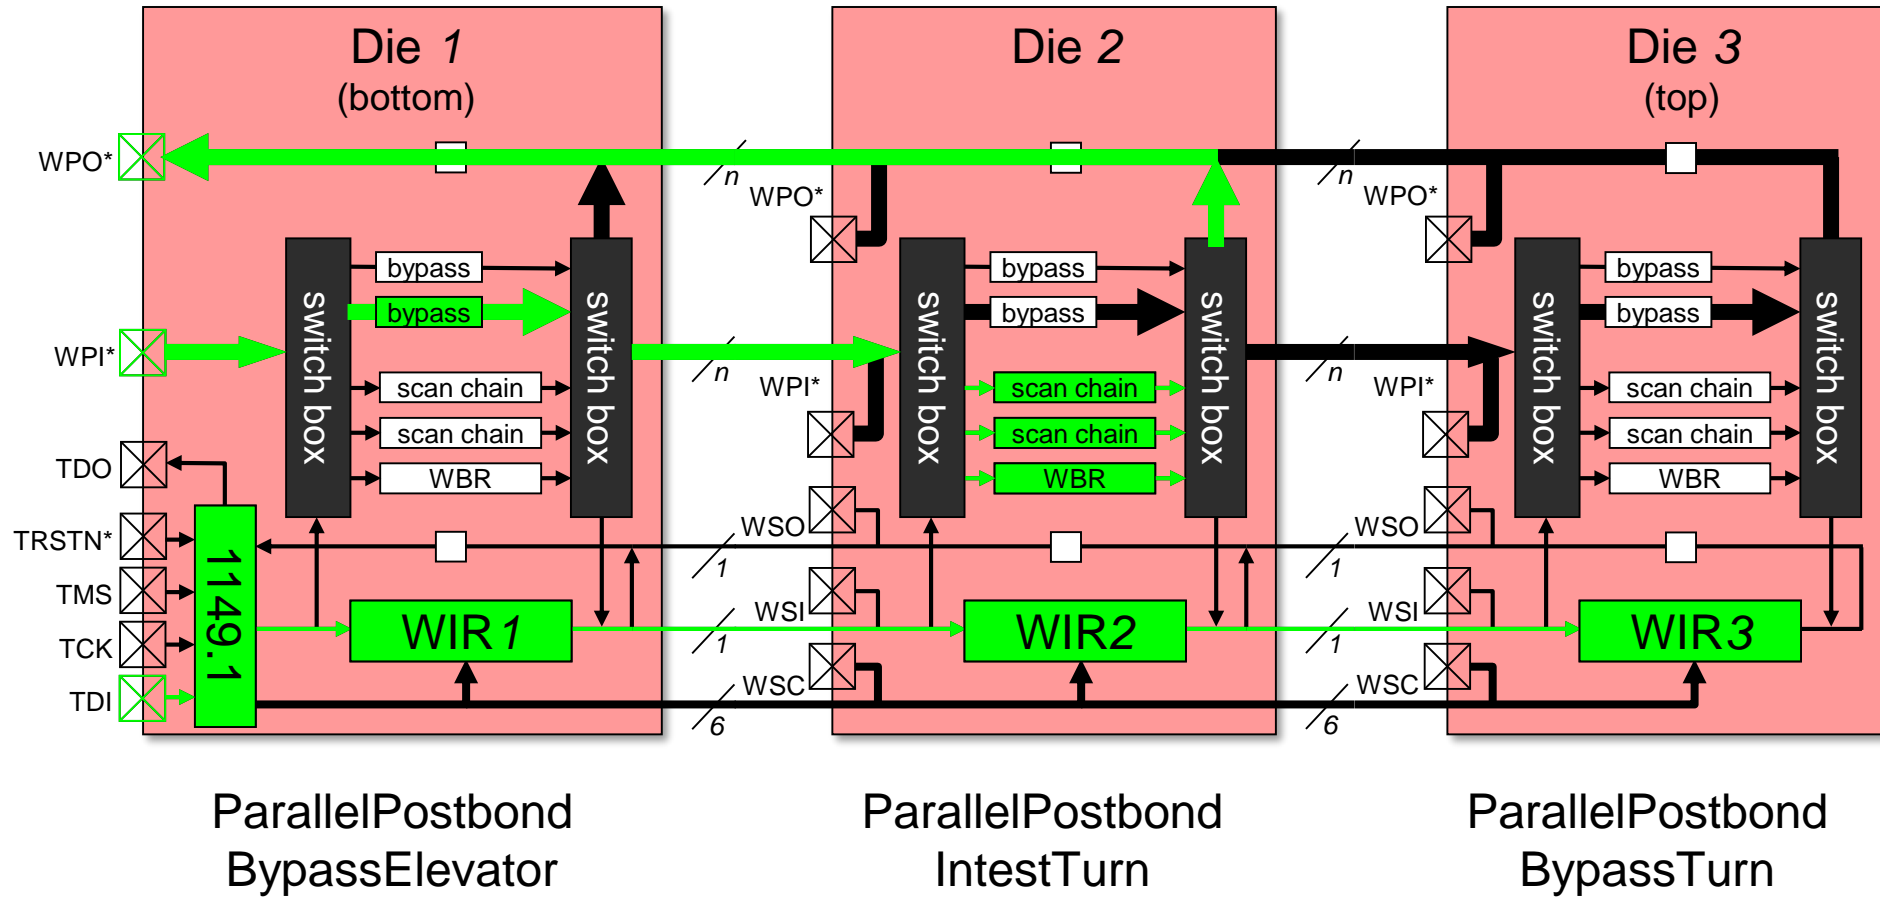 Die 1
(bottom)
Die 2
Die 3
(top)
WPO*
n
n
WPO*
WPO*
bypass
bypass
bypass
bypass
bypass
bypass
switch box
switch box
switch box
switch box
switch box
switch box
WPI*
n
n
WPI*
WPI*
scan chain
scan chain
scan chain
scan chain
scan chain
scan chain
WBR
WBR
WBR
TDO
TRSTN*
TMS
TCK
TDI
1149.1
WSO
WSO
1
1
WSI
WSI
WIR1
WIR2
WIR3
1
1
WSC
WSC
6
6
ParallelPostbond
BypassElevator
ParallelPostbond
IntestTurn
ParallelPostbond
BypassTurn